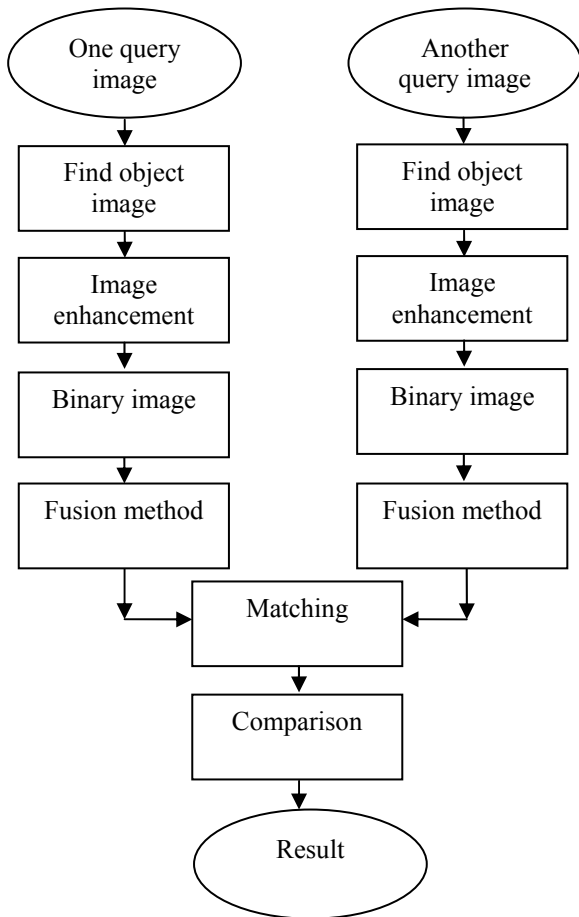 One query
image
Find object
image
Image
enhancement
Binary image
Fusion method
Another
query image
Find object
image
Image
enhancement
Binary image
Fusion method
Matching
Comparison
Result